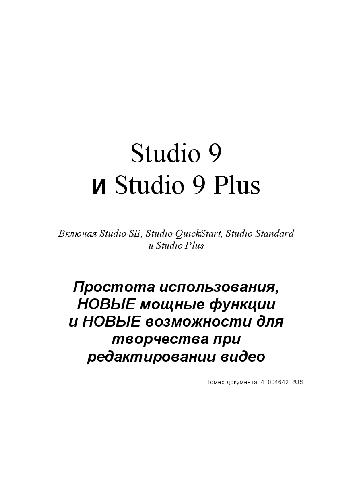 Studio 9
и Studio 9 Plus
Включая Studio SE, Studio QuickStart, Studio Standard
и Studio Plus
Простота использования,
НОВЫЕ мощные функции
и НОВЫЕ возможности для
творчества при
редактировании видео